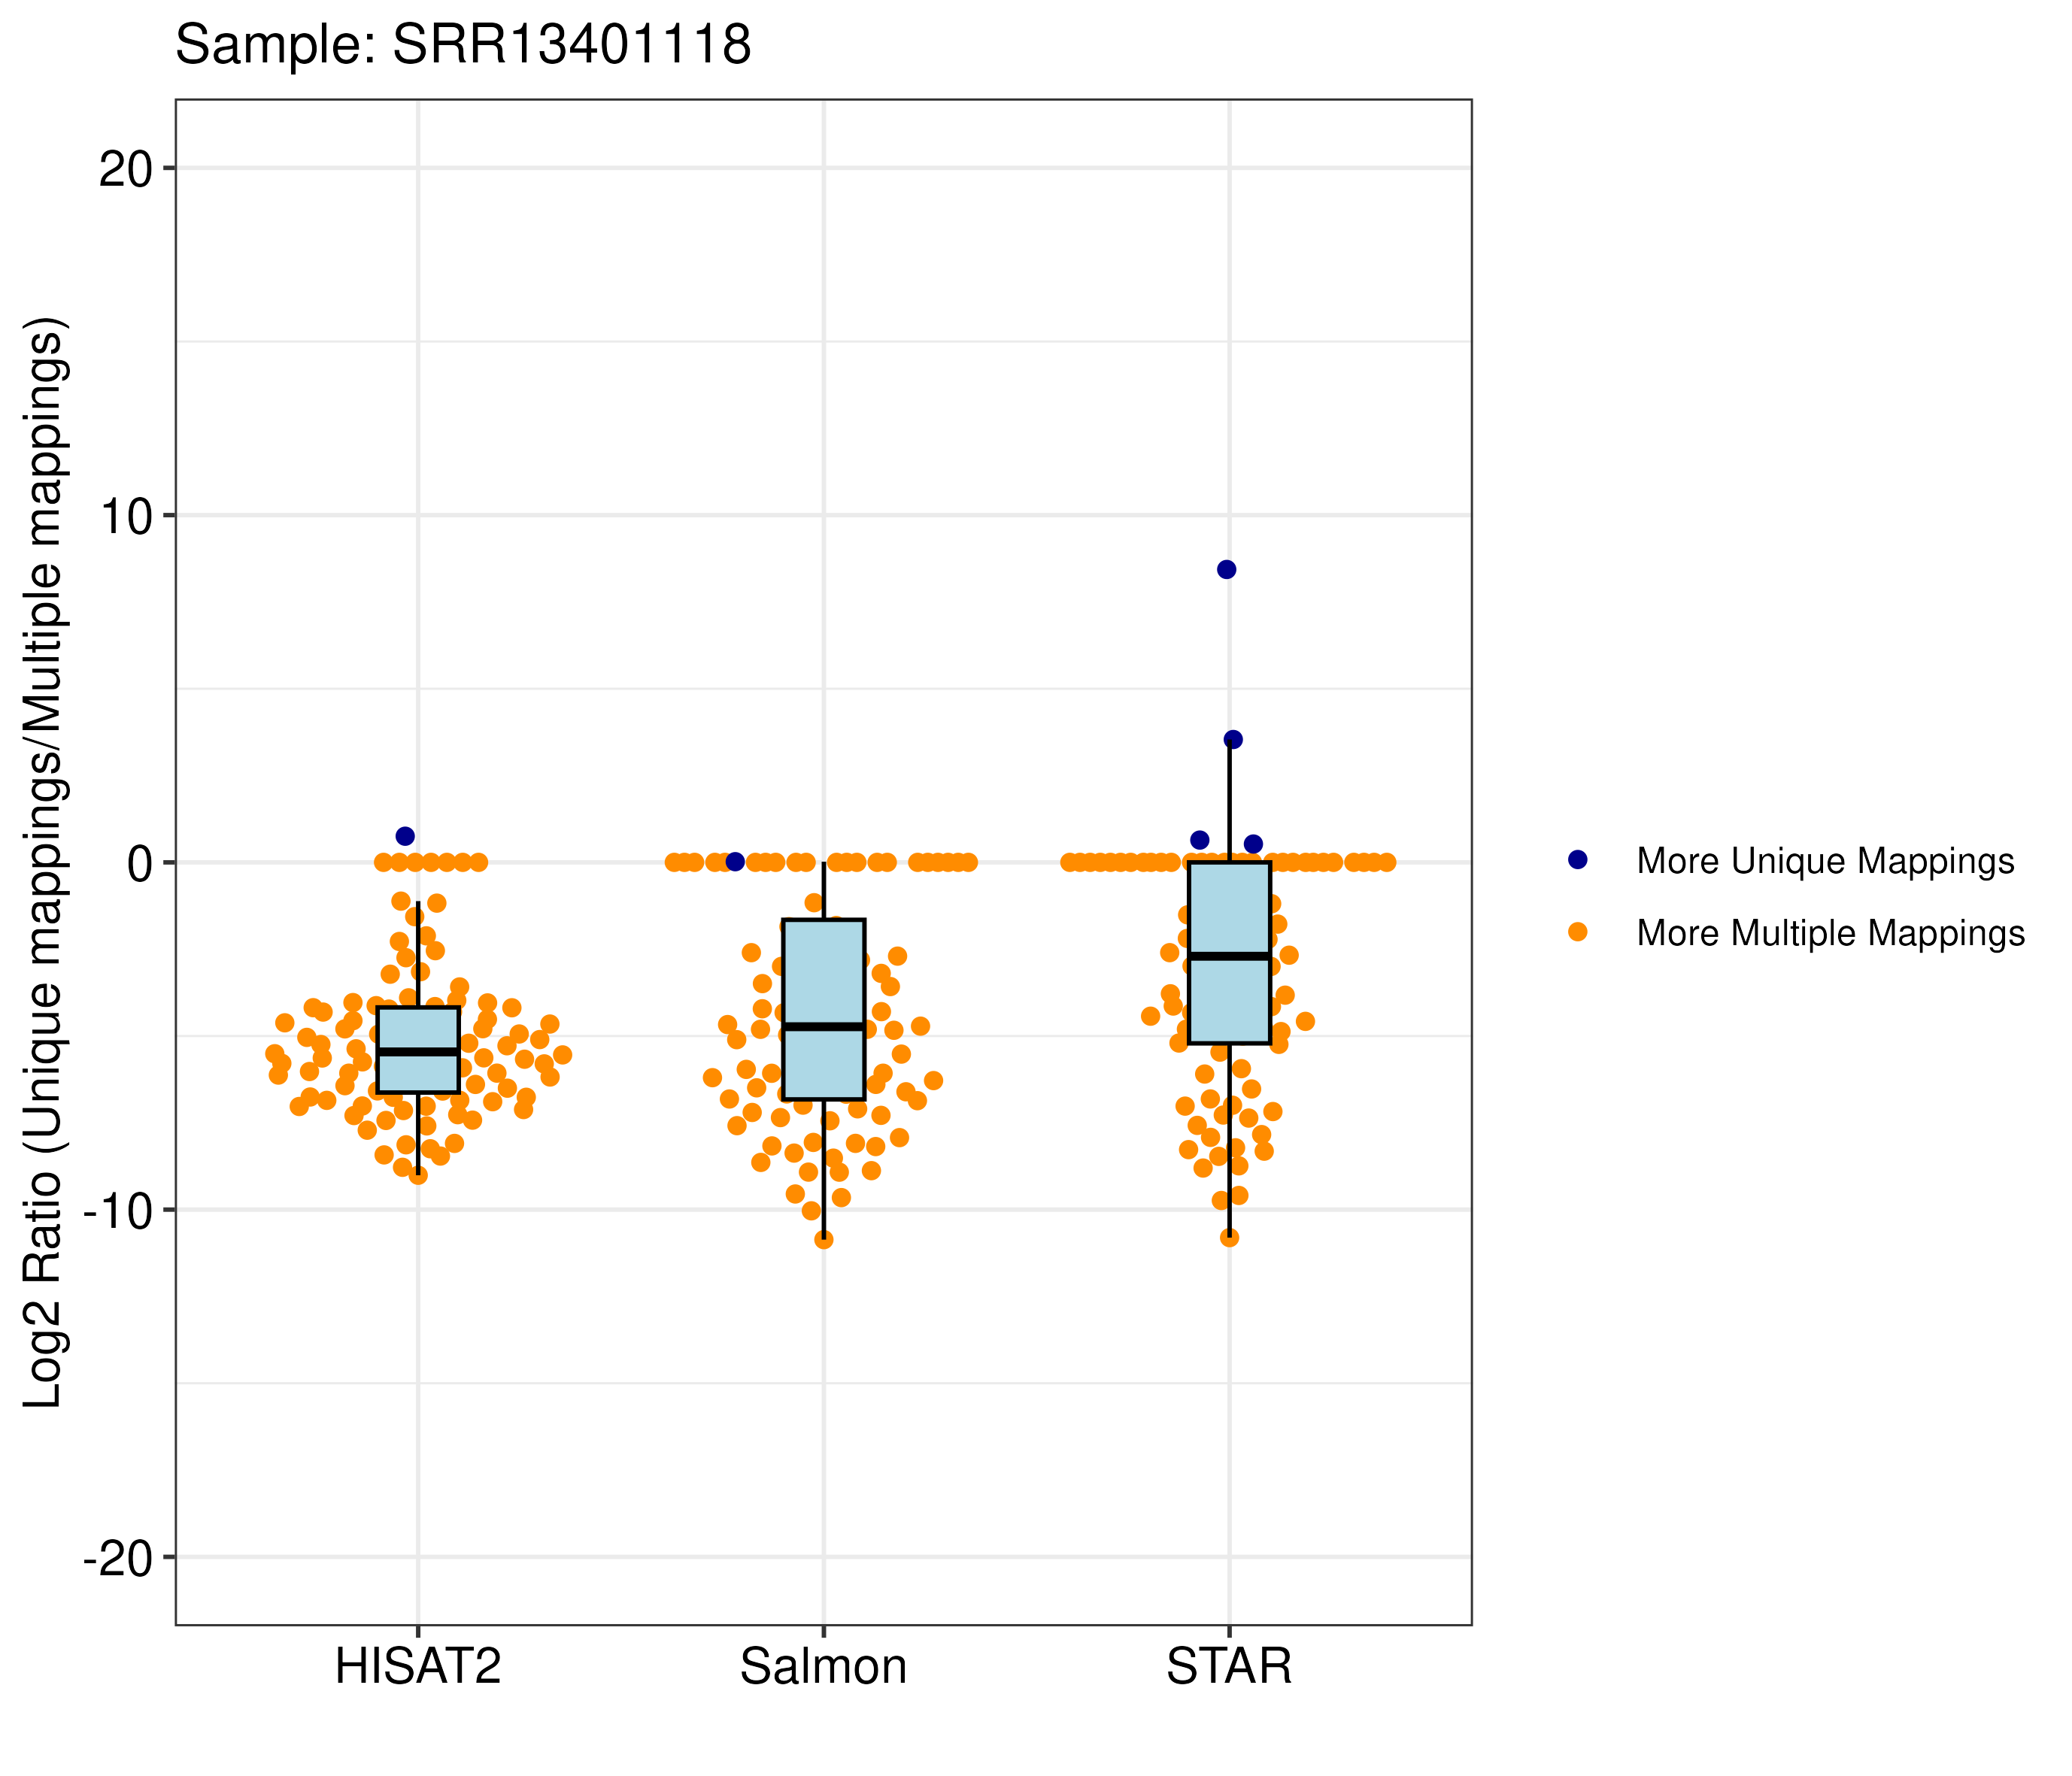 Sample: SRR13401118
Log2 Ratio (Unique mappings/Multiple mappings)
20
10
0
-10
-20
HISAT2
Salmon
STAR
More Unique Mappings
More Multiple Mappings